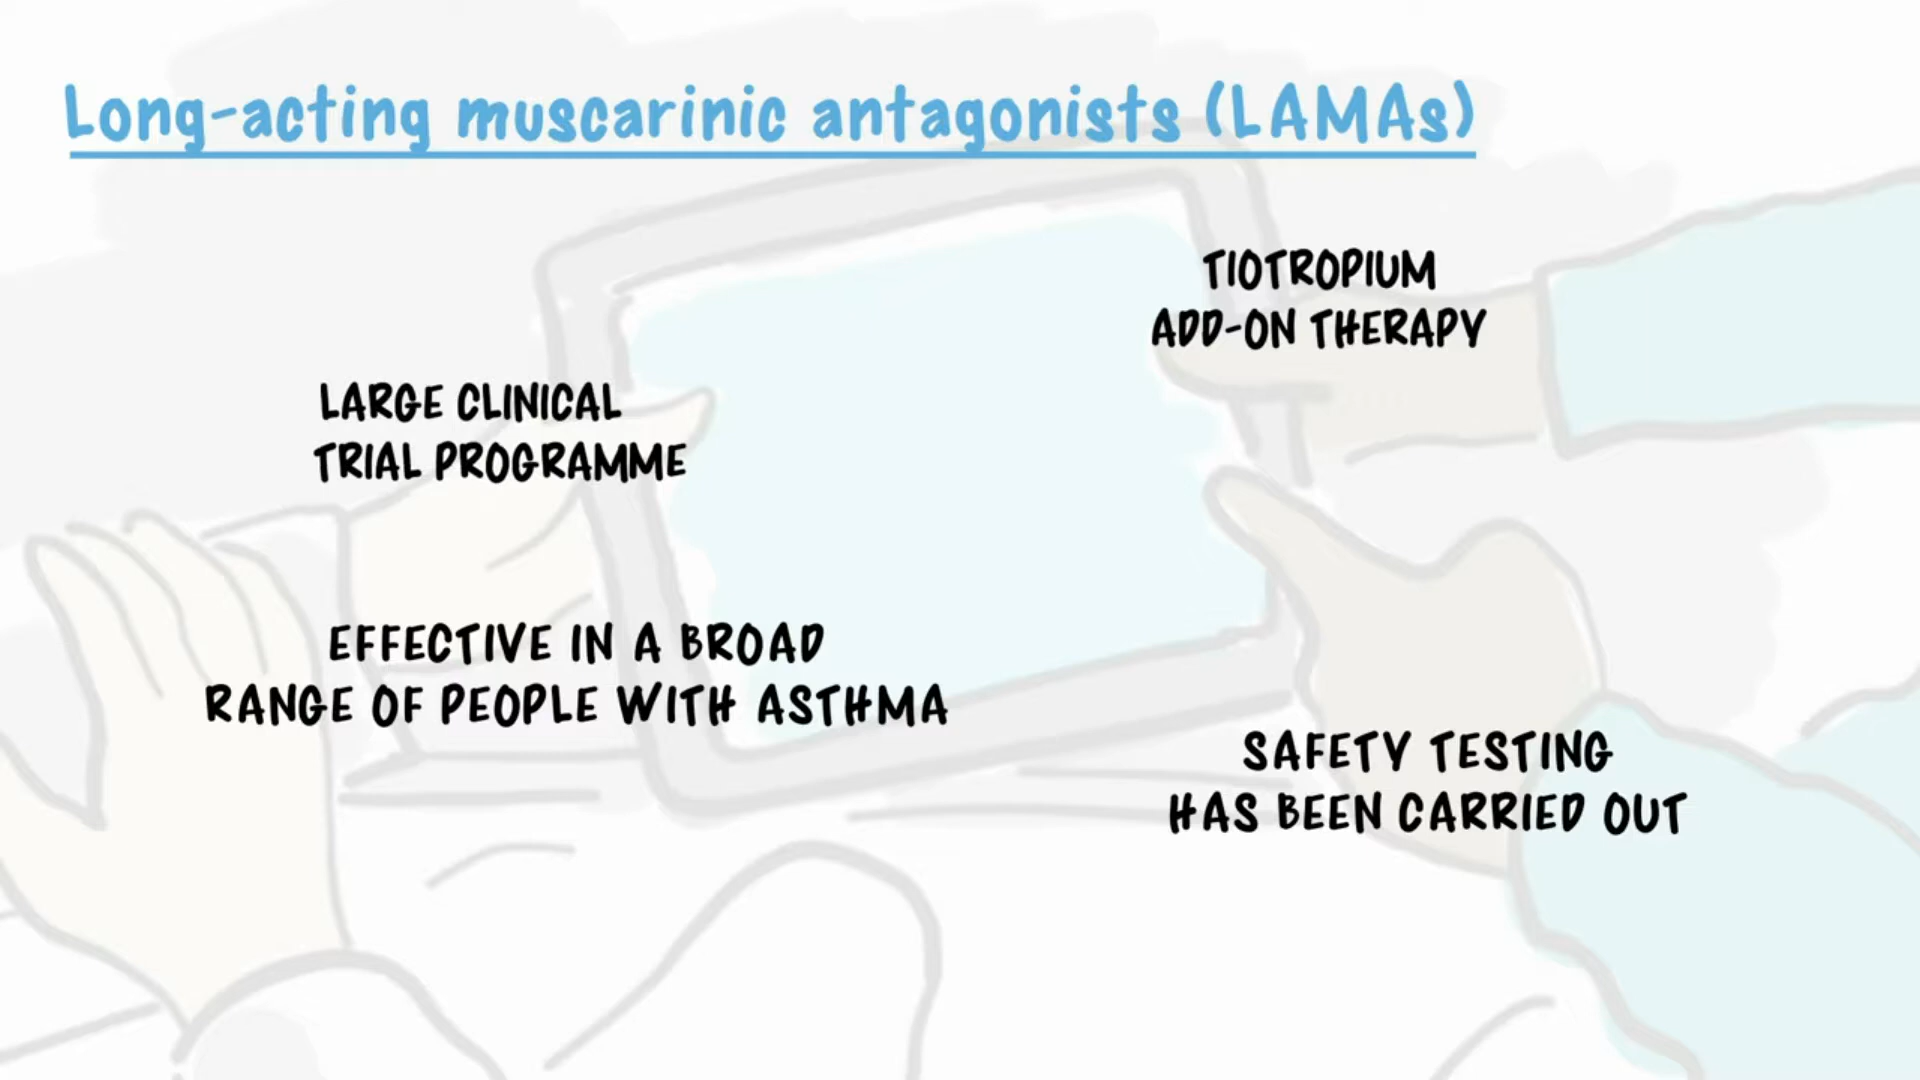 Long-acting muscarinic antagonists (LAMAs)
TIOTROPIUM
ADD-ON THERAPY
LARGE CLINICAL
TRIAL PROGRAMME
EFFECTIVE IN A BROAD
RANGE OF PEOPLE WITH ASTHMA
SAFETY TESTING
HAS BEEN CARRIED OUT